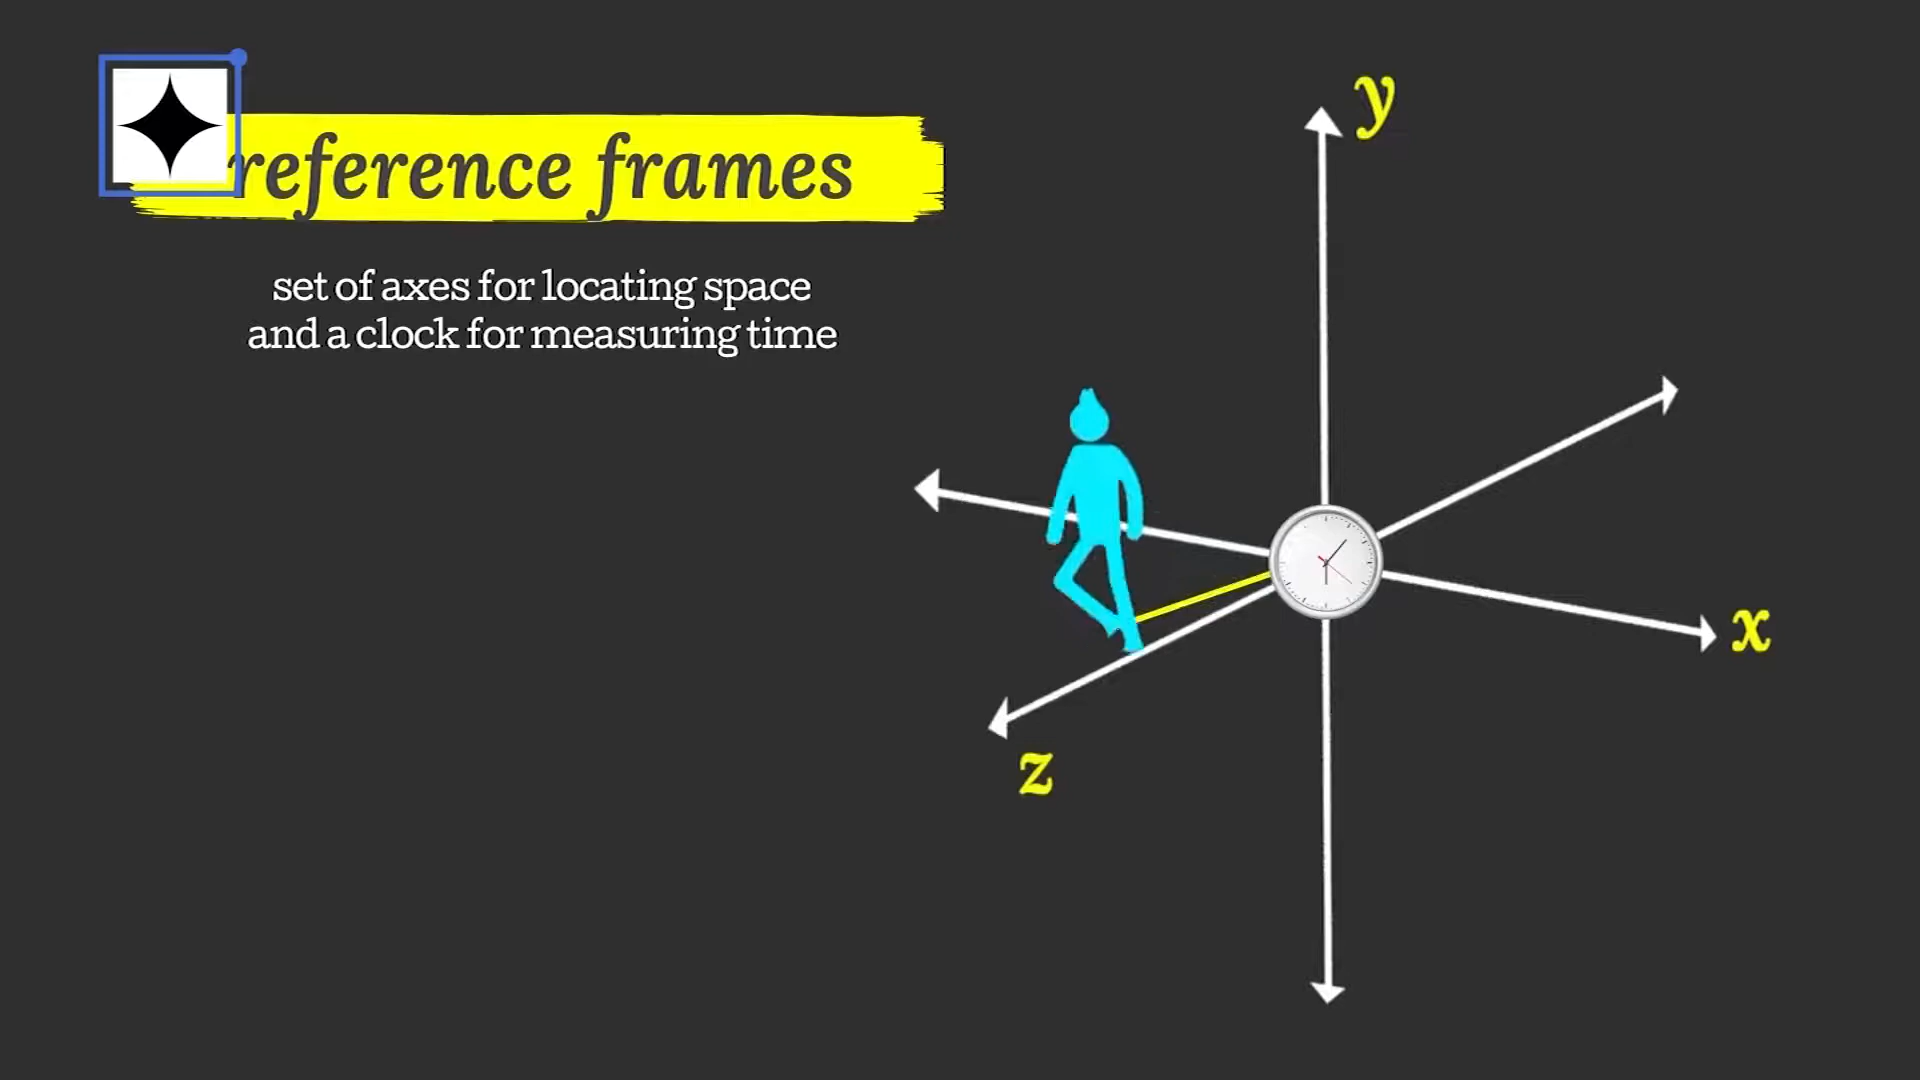 reference frames
set of axes for locating space
and a clock for measuring time
y
x
z